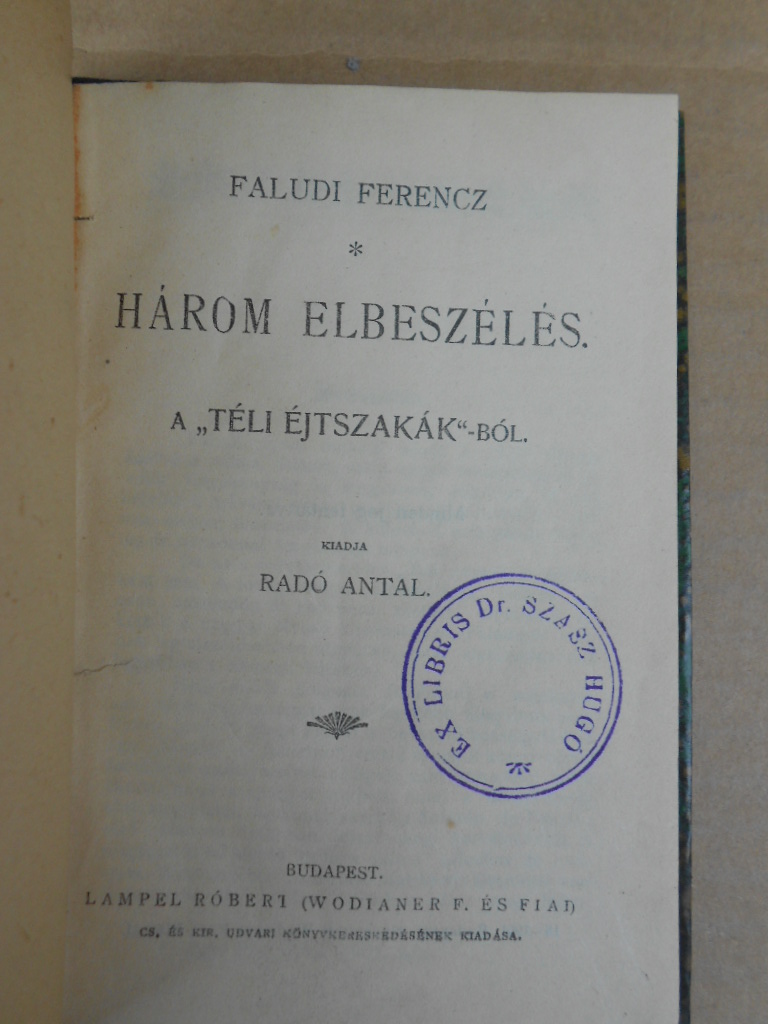 FALUDI FERENCZ
*
HÁROM ELBESZÉLÉS.
A „TÉLI ÉJTSZAKÁK“-BÓL.
KIADJA
RADÓ ANTAL.
EX LIBRIS Dr. SZÁSZ HUGÓ
BUDAPEST.
LAMPEL RÓBERT (WODIANER F. ÉS FIAI)
CS. ÉS KIR. UDVARI KÖNYVKERESKEDÉSÉNEK KIADÁSA.